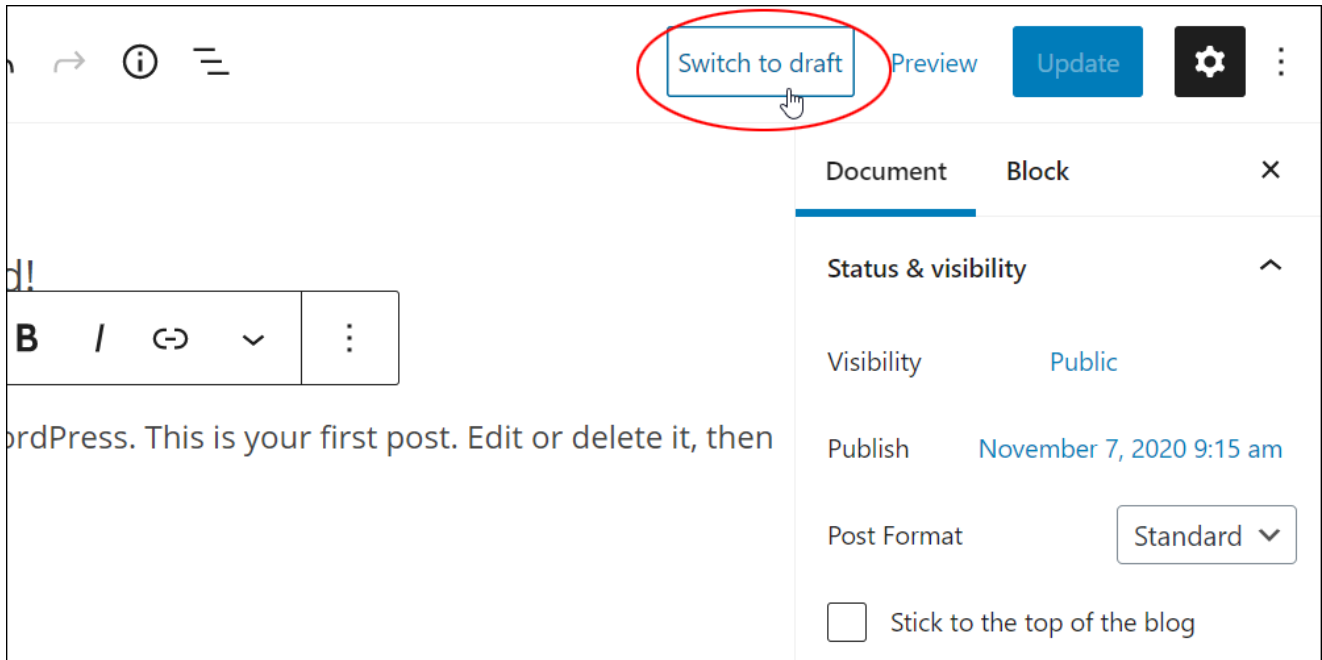 Switch to draft Preview Update
Document Block
Status & visibility
d!
B I
Visibility Public
ordPress. This is your first post. Edit or delete it, then
Publish November 7, 2020 9:15 am
Post Format Standard
Stick to the top of the blog